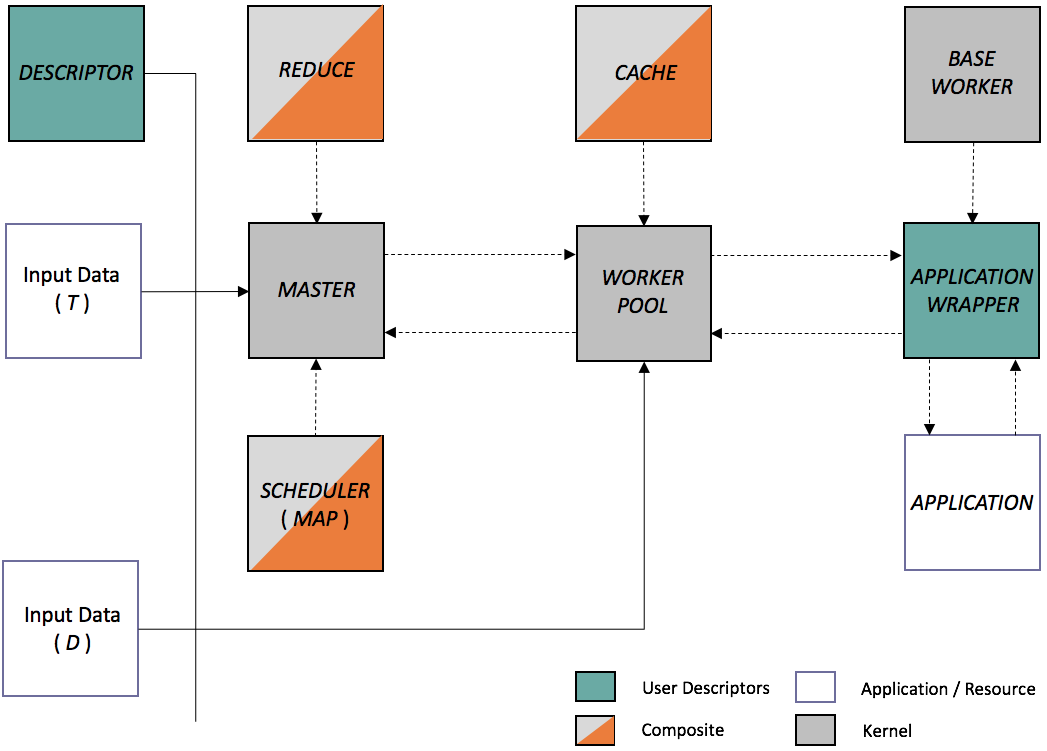 DESCRIPTOR
REDUCE
CACHE
BASE
WORKER
Input Data
( T )
MASTER
WORKER
POOL
APPLICATION
WRAPPER
SCHEDULER
( MAP )
APPLICATION
Input Data
( D )
User Descriptors
Application / Resource
Composite
Kernel